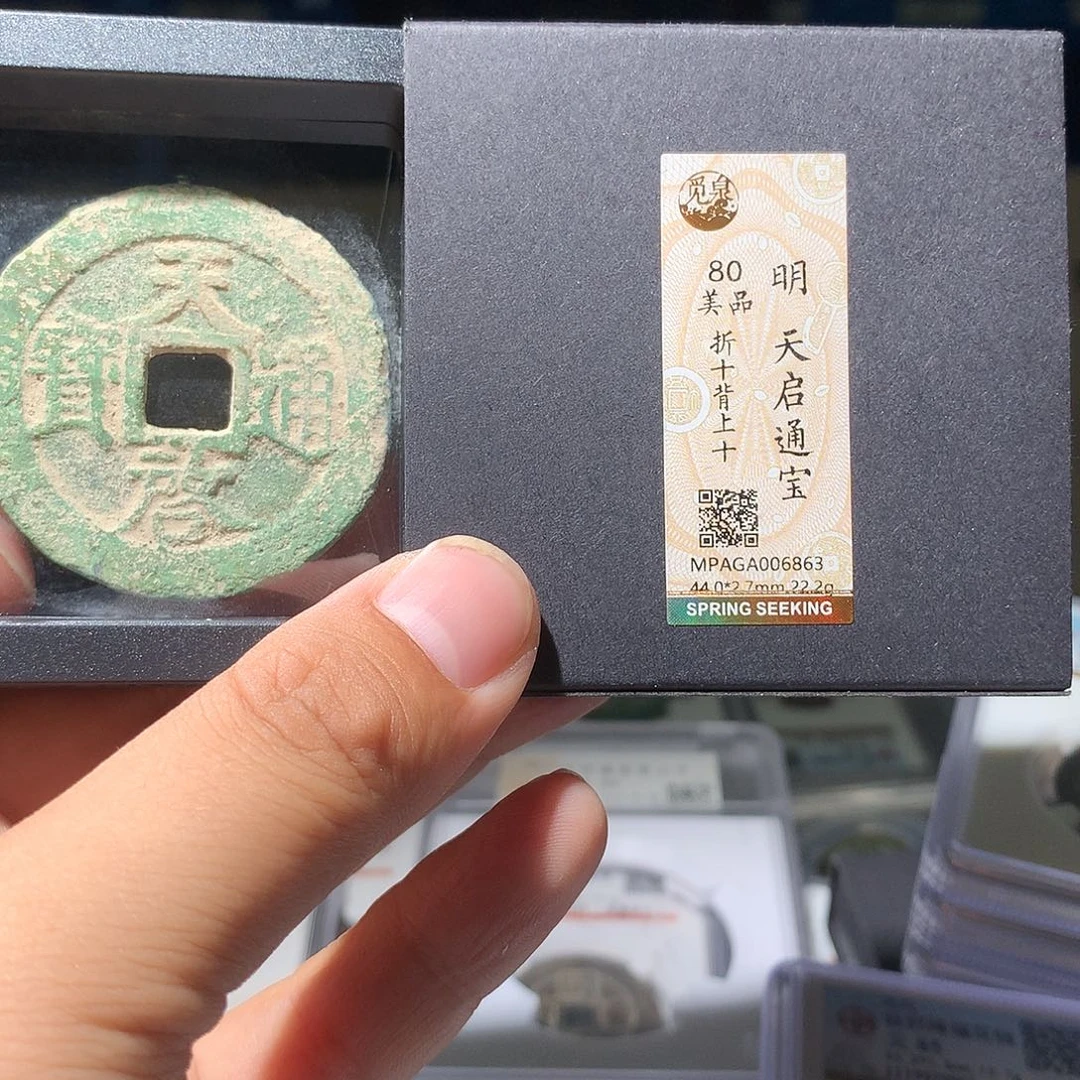 天啓通寳
觅泉
明 天启通宝
80
美品
折十背上十
MPAGA006863
44.0*2.7mm 22.2g
SPRING SEEKING